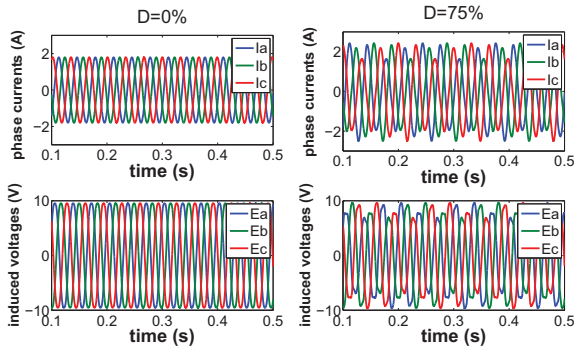 D=0%
D=75%
phase currents (A)
2
0
−2
Ia
Ib
Ic
0.1 0.2 0.3 0.4 0.5
time (s)
phase currents (A)
2
0
−2
Ia
Ib
Ic
0.1 0.2 0.3 0.4 0.5
time (s)
induced voltages (V)
10
0
−10
Ea
Eb
Ec
0.1 0.2 0.3 0.4 0.5
time (s)
induced voltages (V)
10
0
−10
Ea
Eb
Ec
0.1 0.2 0.3 0.4 0.5
time (s)